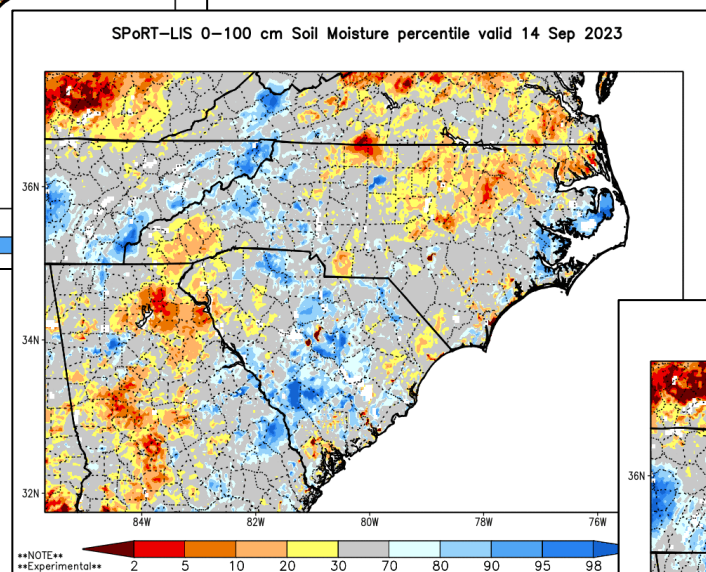 SPoRT-LIS 0-100 cm Soil Moisture percentile valid 14 Sep 2023
36N
34N
36N
32N
84W 82W 80W 78W 76W
**NOTE**
**Experimental** 2 5 10 20 30 70 80 90 95 98